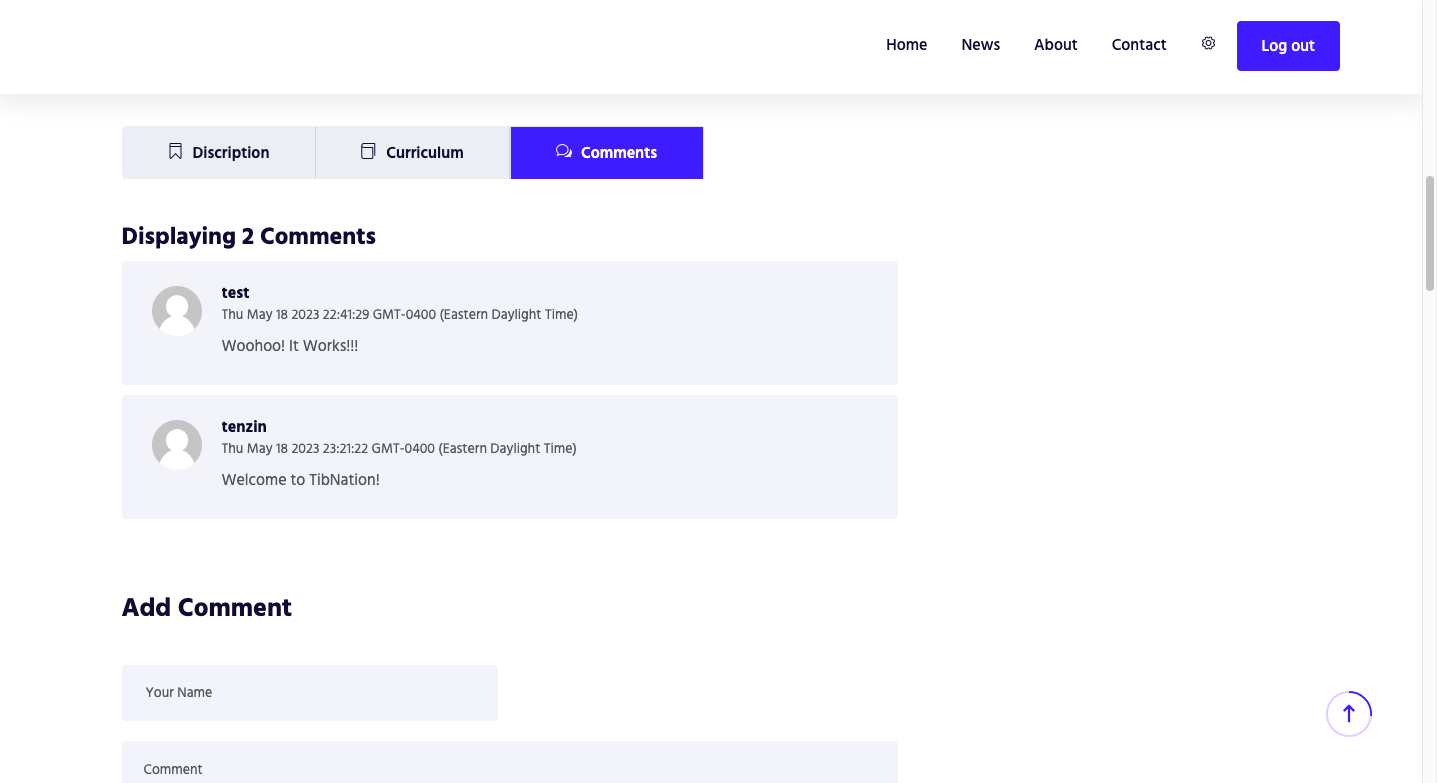 Home News About Contact Log out
Discription Curriculum Comments
Displaying 2 Comments
test
Thu May 18 2023 22:41:29 GMT-0400 (Eastern Daylight Time)
Woohoo! It Works!!!
tenzin
Thu May 18 2023 23:21:22 GMT-0400 (Eastern Daylight Time)
Welcome to TibNation!
Add Comment
Your Name
Comment